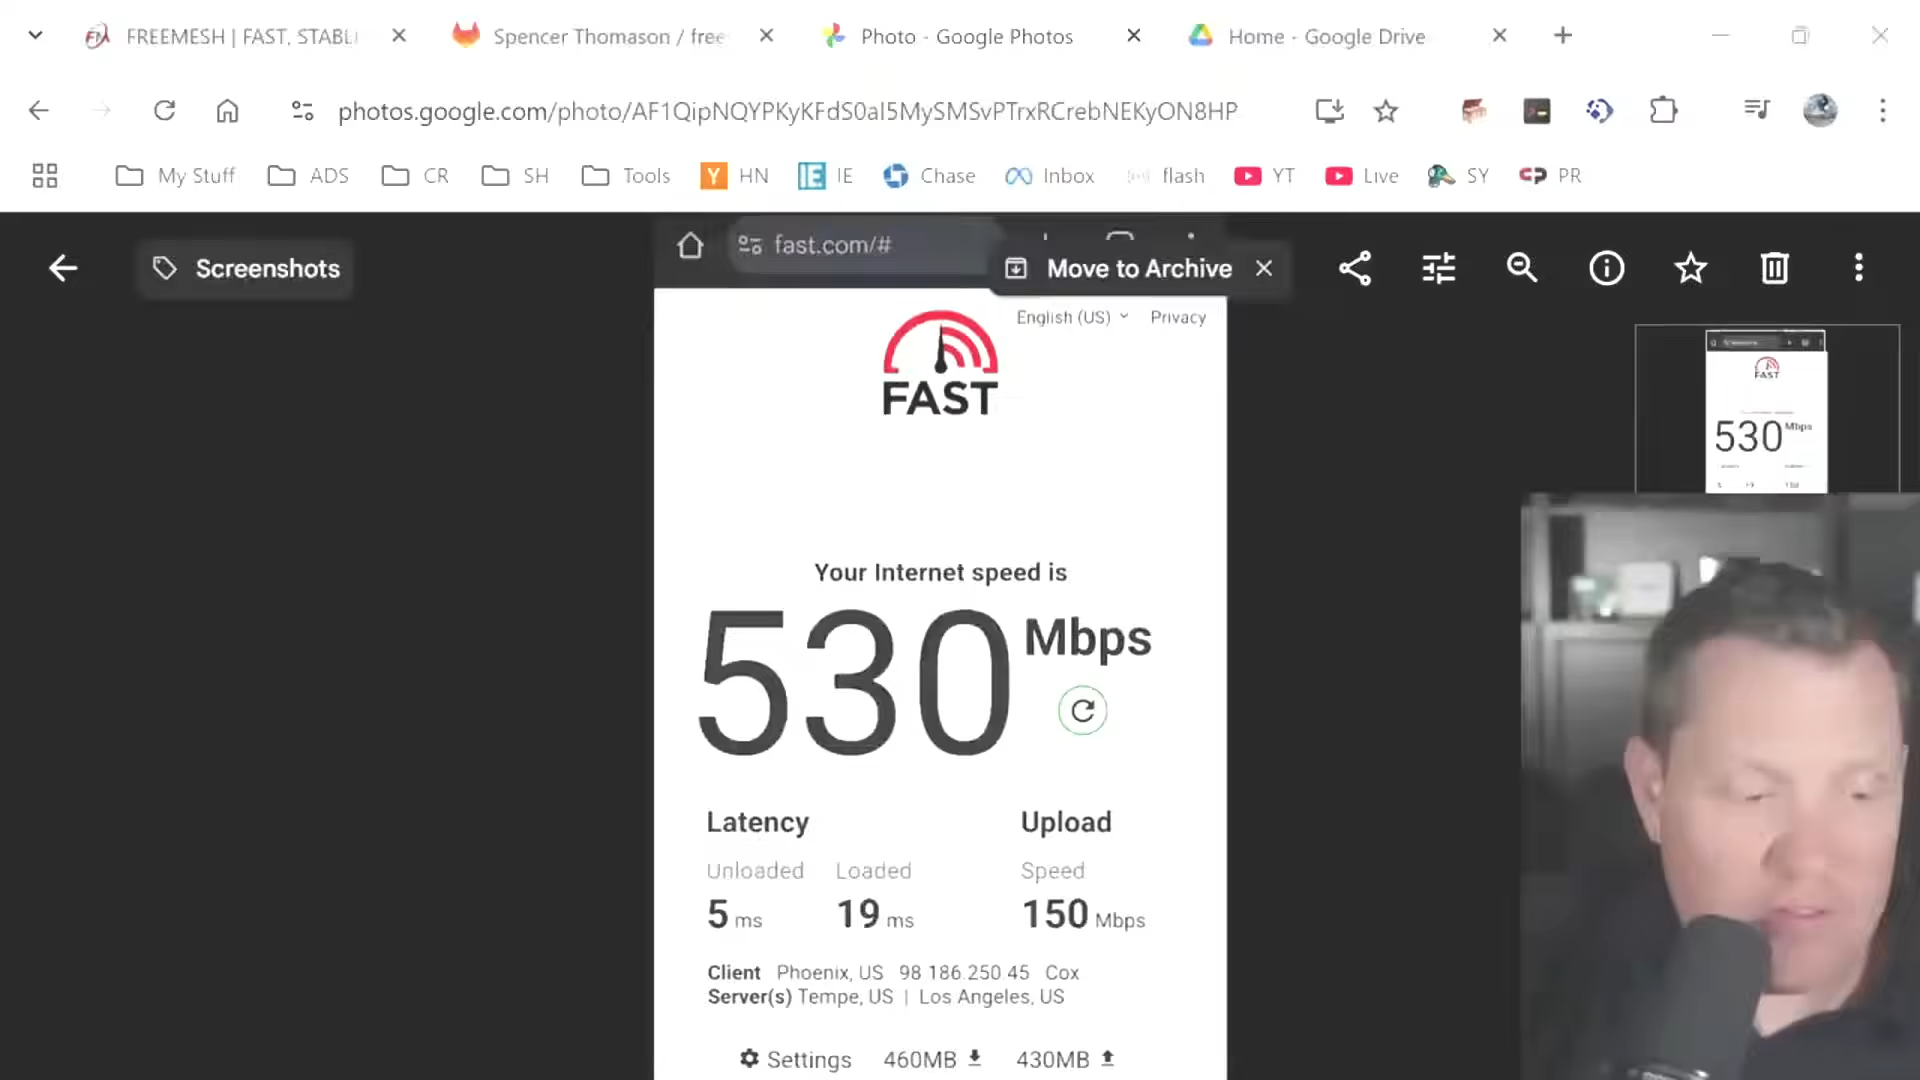 FREEMESH | FAST, STABL
Spencer Thomason / free
Photo - Google Photos
Home - Google Drive
photos.google.com/photo/AF1QipNQYPKyKFdS0al5MySMSvPTrxRCrebNEKyON8HP
My Stuff
ADS
CR
SH
Tools
Y HN
IE IE
Chase
Inbox
flash
YT
Live
SY
CP PR
Screenshots
fast.com/#
Move to Archive
English (US)
Privacy
FAST
FAST
530 Mbps
Your Internet speed is
530 Mbps
Latency
Upload
Unloaded
Loaded
Speed
5 ms
19 ms
150 Mbps
Client Phoenix, US 98.186.250.45 Cox
Server(s) Tempe, US | Los Angeles, US
Settings
460MB
430MB